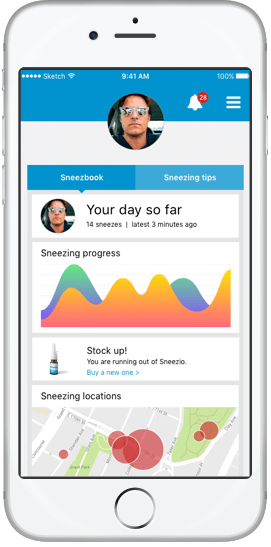 Sketch
9:41 AM
100%
28
Sneezbook
Sneezing tips
Your day so far
14 sneezes | latest 3 minutes ago
Sneezing progress
Stock up!
You are running out of Sneezio.
Buy a new one >
Sneezing locations